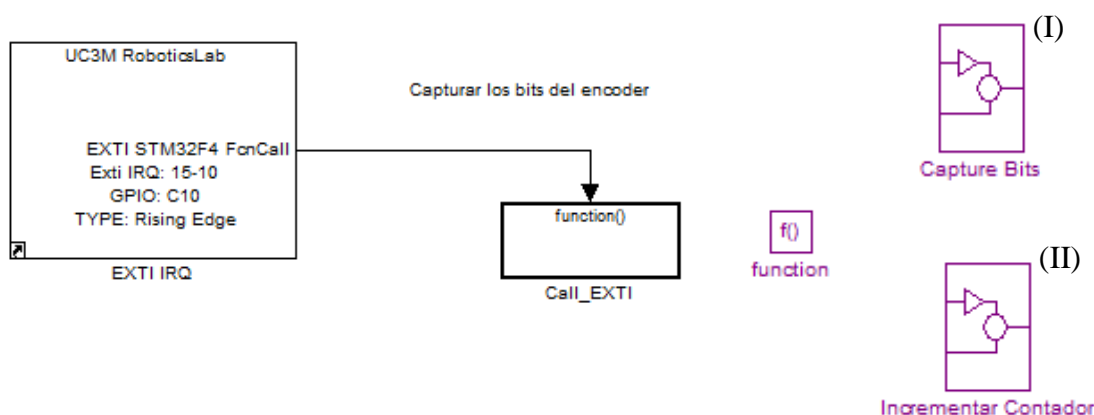 UC3M RoboticsLab
EXTI STM32F4 FcnCall
Exti IRQ: 15-10
GPIO: C10
TYPE: Rising Edge
EXTI IRQ
Capturar los bits del encoder
function()
Call_EXTI
f()
function
(I)
Capture Bits
(II)
Incrementar Contador